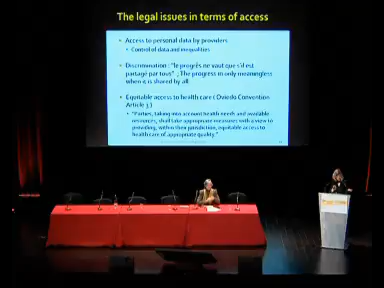 The legal issues in terms of access
• Access to personal data by providers
• Control of data and inequalities
• Discrimination : "le progrès ne vaut que s'il est
partagé par tous" ; The progress in only meaningless
when it is shared by all
• Equitable access to health care ( Oviedo Convention
Article 3 )
• "Parties, taking into account health needs and available
resources, shall take appropriate measures with a view to
providing, within their jurisdiction, equitable access to
health care of appropriate quality."